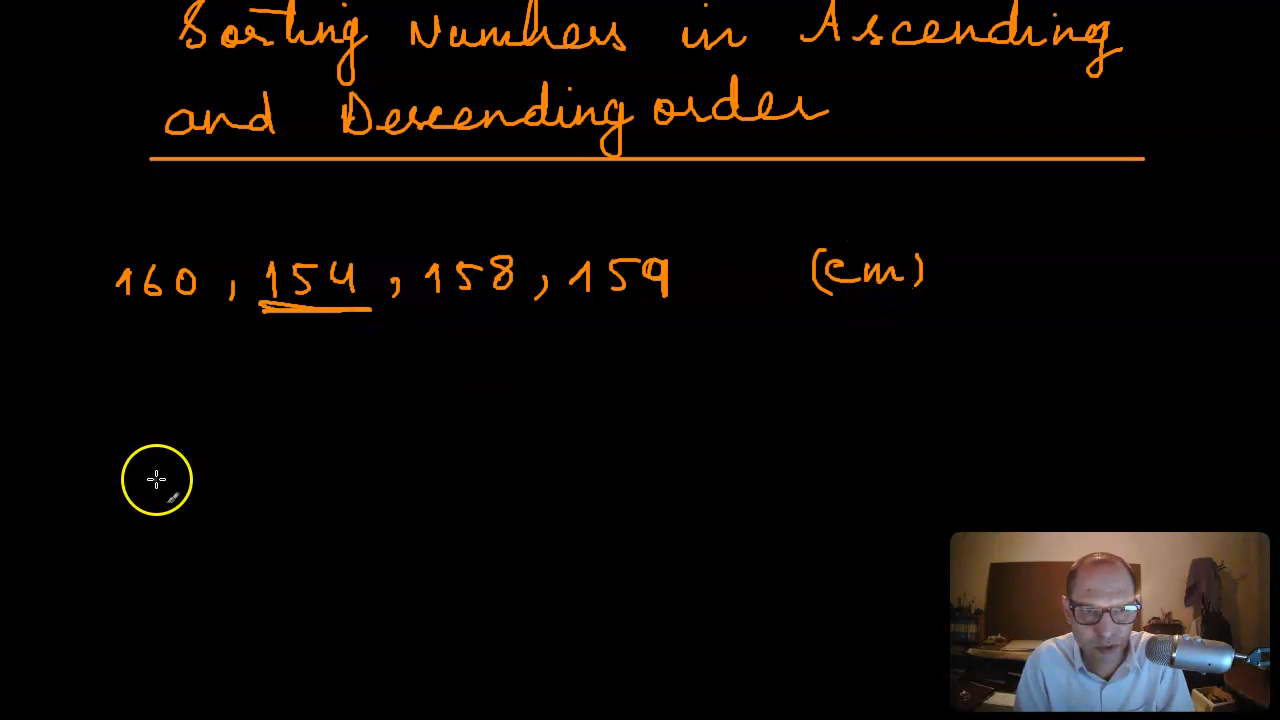 Sorting Numbers in Ascending
and Descending order
160 , 154 , 158 , 159 (cm)